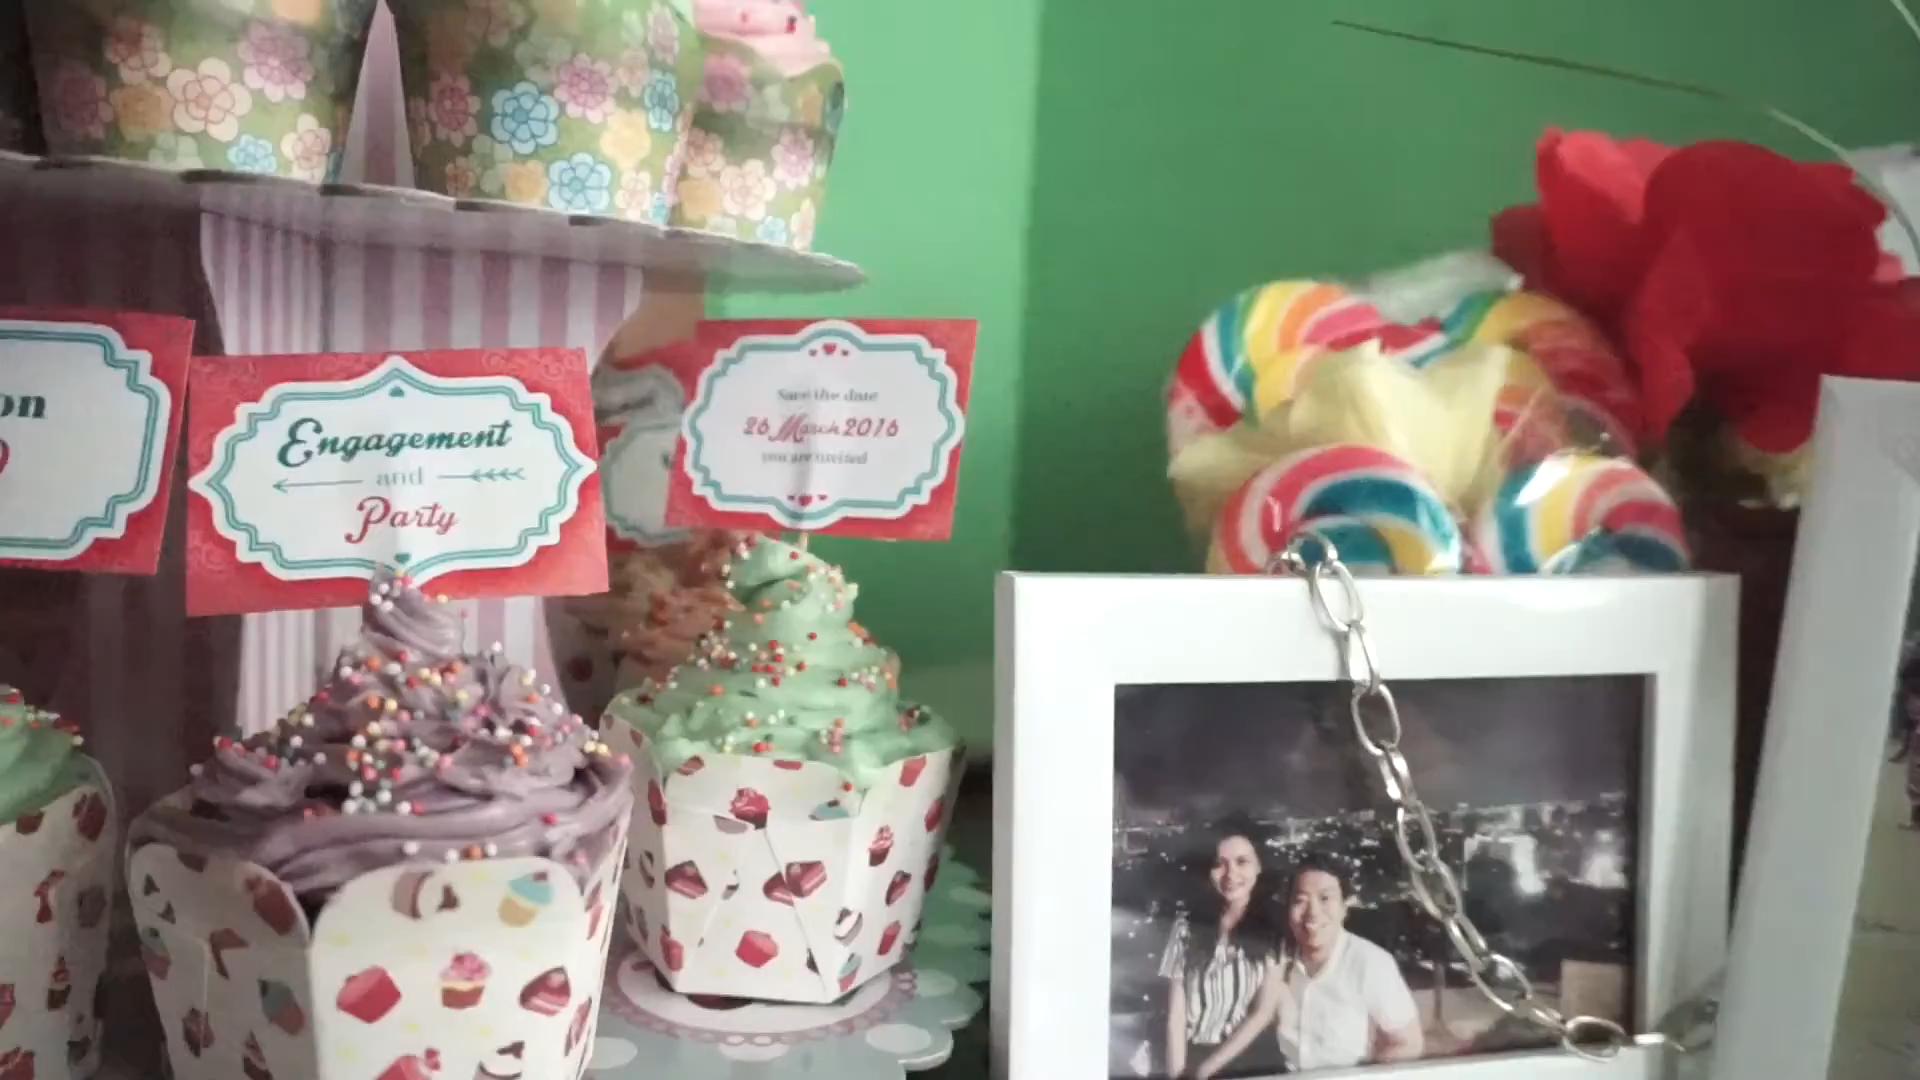 on
Engagement
and
Party
Save the date
26 March 2016
you are invited